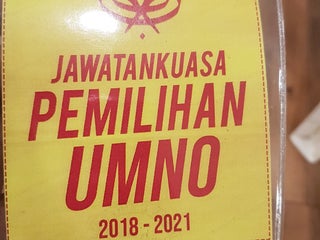 JAWATANKUASA
PEMILIHAN
UMNO
2018 - 2021